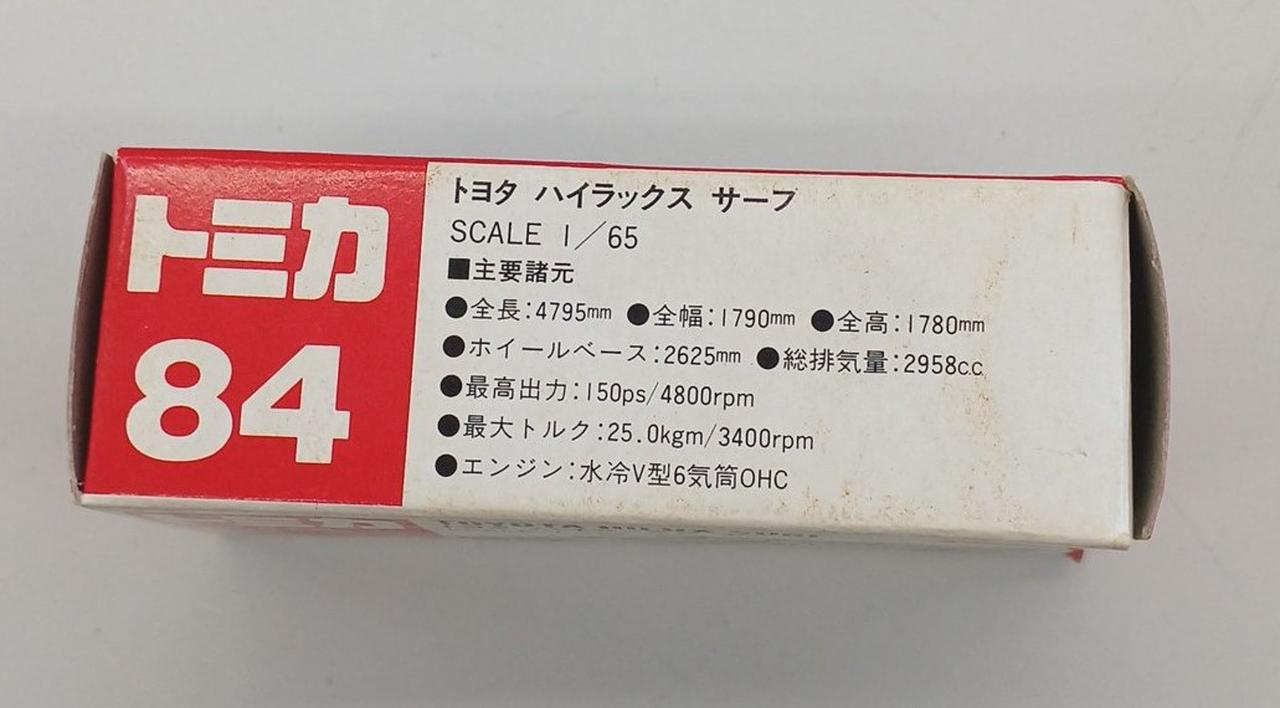 トミカ
84
トヨタ ハイラックス サーフ
SCALE 1/65
■主要諸元
●全長:4795mm ●全幅:1790mm ●全高:1780mm
●ホイールベース:2625mm ●総排気量:2958c.c.
●最高出力:150ps/4800rpm
●最大トルク:25.0kgm/3400rpm
●エンジン:水冷V型6気筒OHC